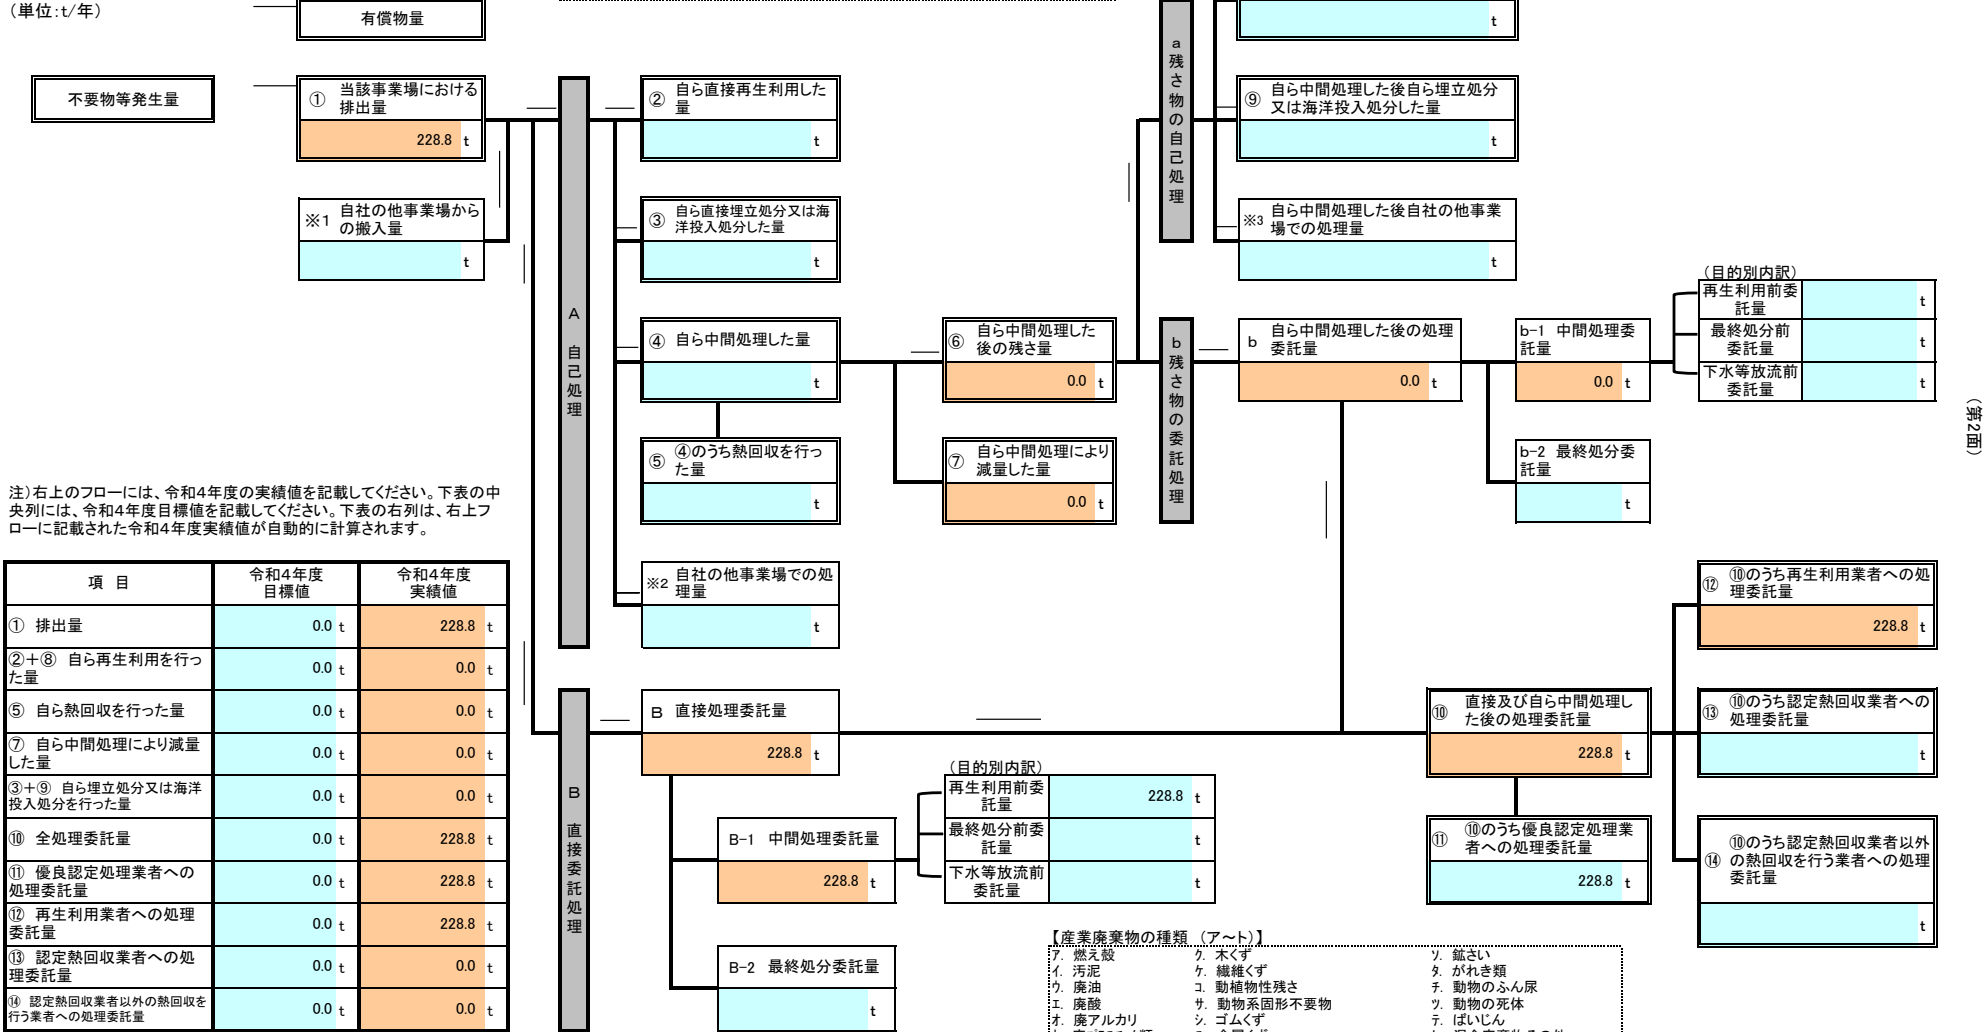 （単位：t/年）
有償物量
t
不要物等発生量
① 当該事業場における
排出量
228.8 t
※1 自社の他事業場から
の搬入量
t
A 自己処理
② 自ら直接再生利用した
量
t
③ 自ら直接埋立処分又は海
洋投入処分した量
t
④ 自ら中間処理した量
t
⑤ ④のうち熱回収を行っ
た量
t
※2 自社の他事業場での処
理量
t
⑥ 自ら中間処理した
後の残さ量
0.0 t
⑦ 自ら中間処理により
減量した量
0.0 t
a 残さ物の自己処理
⑨ 自ら中間処理した後自ら埋立処分
又は海洋投入処分した量
t
※3 自ら中間処理した後自社の他事業
場での処理量
t
b 残さ物の委託処理
b 自ら中間処理した後の処理
委託量
0.0 t
b-1 中間処理委
託量
0.0 t
b-2 最終処分委
託量
t
（目的別内訳）
再生利用前委
託量
t
最終処分前
委託量
t
下水等放流前
委託量
t
（第2面）
注）右上のフローには、令和４年度の実績値を記載してください。下表の中
央列には、令和４年度目標値を記載してください。下表の右列は、右上フ
ローに記載された令和４年度実績値が自動的に計算されます。
項 目 令和４年度
目標値 令和４年度
実績値
① 排出量 0.0 t 228.8 t
②＋⑧ 自ら再生利用を行っ
た量 0.0 t 0.0 t
⑤ 自ら熱回収を行った量 0.0 t 0.0 t
⑦ 自ら中間処理により減量
した量 0.0 t 0.0 t
③＋⑨ 自ら埋立処分又は海洋
投入処分を行った量 0.0 t 0.0 t
⑩ 全処理委託量 0.0 t 228.8 t
⑪ 優良認定処理業者への
処理委託量 0.0 t 228.8 t
⑫ 再生利用業者への処理
委託量 0.0 t 228.8 t
⑬ 認定熱回収業者への処
理委託量 0.0 t 0.0 t
⑭ 認定熱回収業者以外の熱回収を
行う業者への処理委託量 0.0 t 0.0 t
B 直接委託処理
B 直接処理委託量
228.8 t
B-1 中間処理委託量
228.8 t
B-2 最終処分委託量
t
（目的別内訳）
再生利用前委
託量
228.8 t
最終処分前委
託量
t
下水等放流前
委託量
t
⑩ 直接及び自ら中間処理し
た後の処理委託量
228.8 t
⑪ ⑩のうち優良認定処理業
者への処理委託量
228.8 t
⑫ ⑩のうち再生利用業者への処
理委託量
228.8 t
⑬ ⑩のうち認定熱回収業者への
処理委託量
t
⑭ ⑩のうち認定熱回収業者以外
の熱回収を行う業者への処理
委託量
t
【産業廃棄物の種類 （ア～ト）】
ア. 燃え殻 ク. 木くず ソ. 鉱さい
イ. 汚泥 ケ. 繊維くず タ. がれき類
ウ. 廃油 コ. 動植物性残さ チ. 動物のふん尿
エ. 廃酸 サ. 動物系固形不要物 ツ. 動物の死体
オ. 廃アルカリ シ. ゴムくず テ. ばいじん